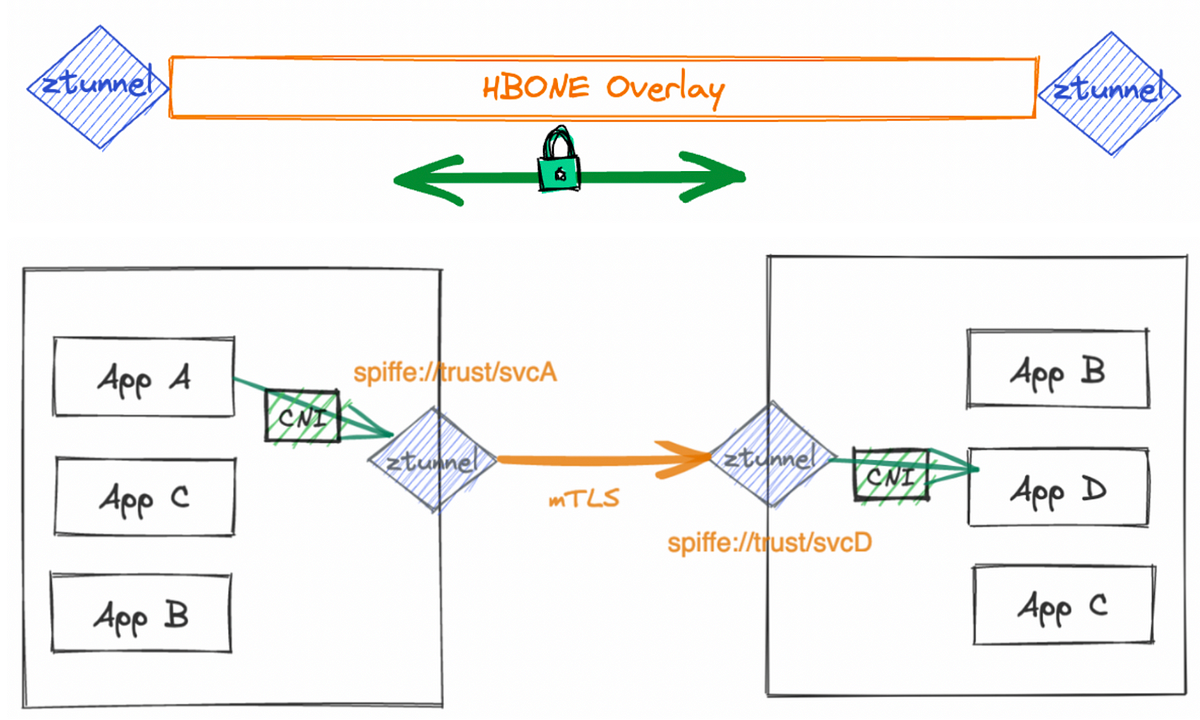 ztunnel
HBONE Overlay
ztunnel
App A
CNI
spiffe://trust/svcA
ztunnel
App C
App B
mTLS
ztunnel
spiffe://trust/svcD
CNI
App B
App D
App C